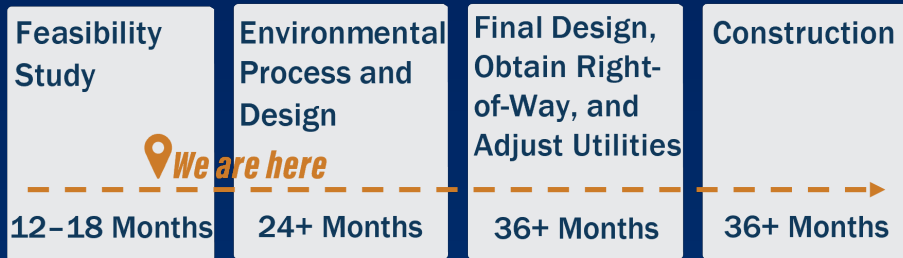 Feasibility
Study
12–18 Months
We are here
Environmental
Process and
Design
24+ Months
Final Design,
Obtain Right-
of-Way, and
Adjust Utilities
36+ Months
Construction
36+ Months